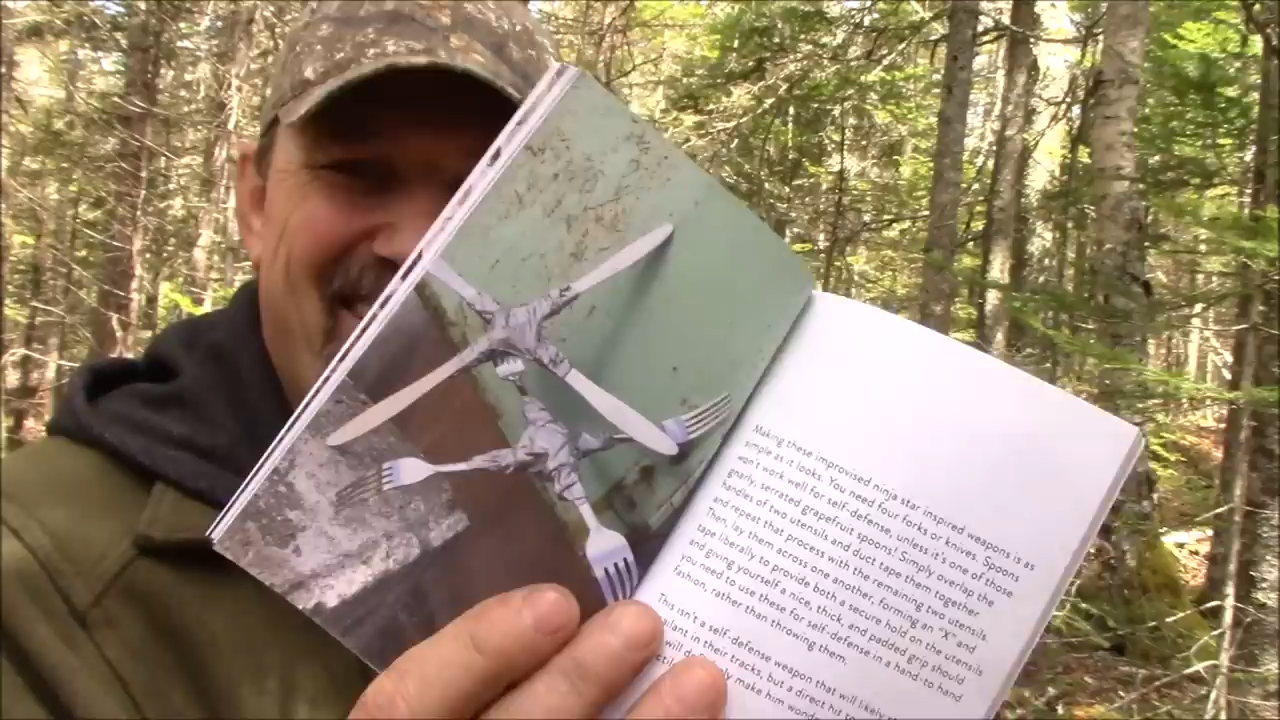 Making these improvised ninja star inspired weapons is as
simple as it looks. You need four forks or knives. Spoons
won't work well for self-defense, unless it's one of those
gnarly, serrated grapefruit spoons! Simply overlap the
handles of two utensils and duct tape them together
and repeat that process with the remaining two utensils.
Then, lay them across one another, forming an "X" and
tape liberally to provide both a secure hold on the utensils
and giving yourself a nice, thick, and padded grip should
you need to use these for self-defense in a hand-to hand
fashion, rather than throwing them.
This isn't a self-defense weapon that will likely
in their tracks, but a direct hit to
will make him